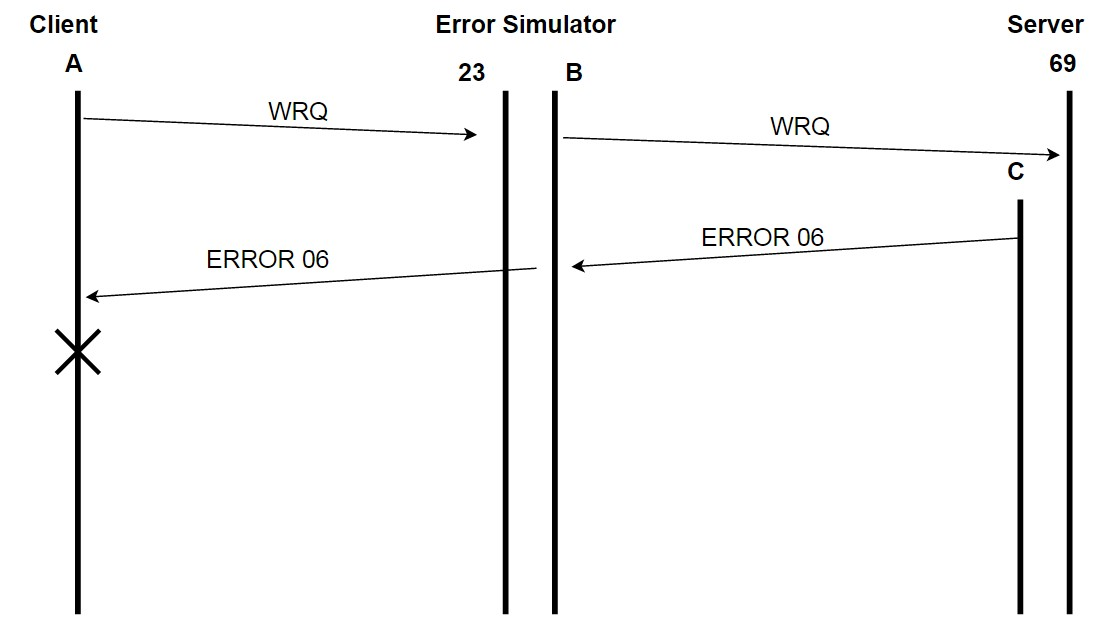 Client
Error Simulator
Server
A
23
B
69
WRQ
WRQ
C
ERROR 06
ERROR 06